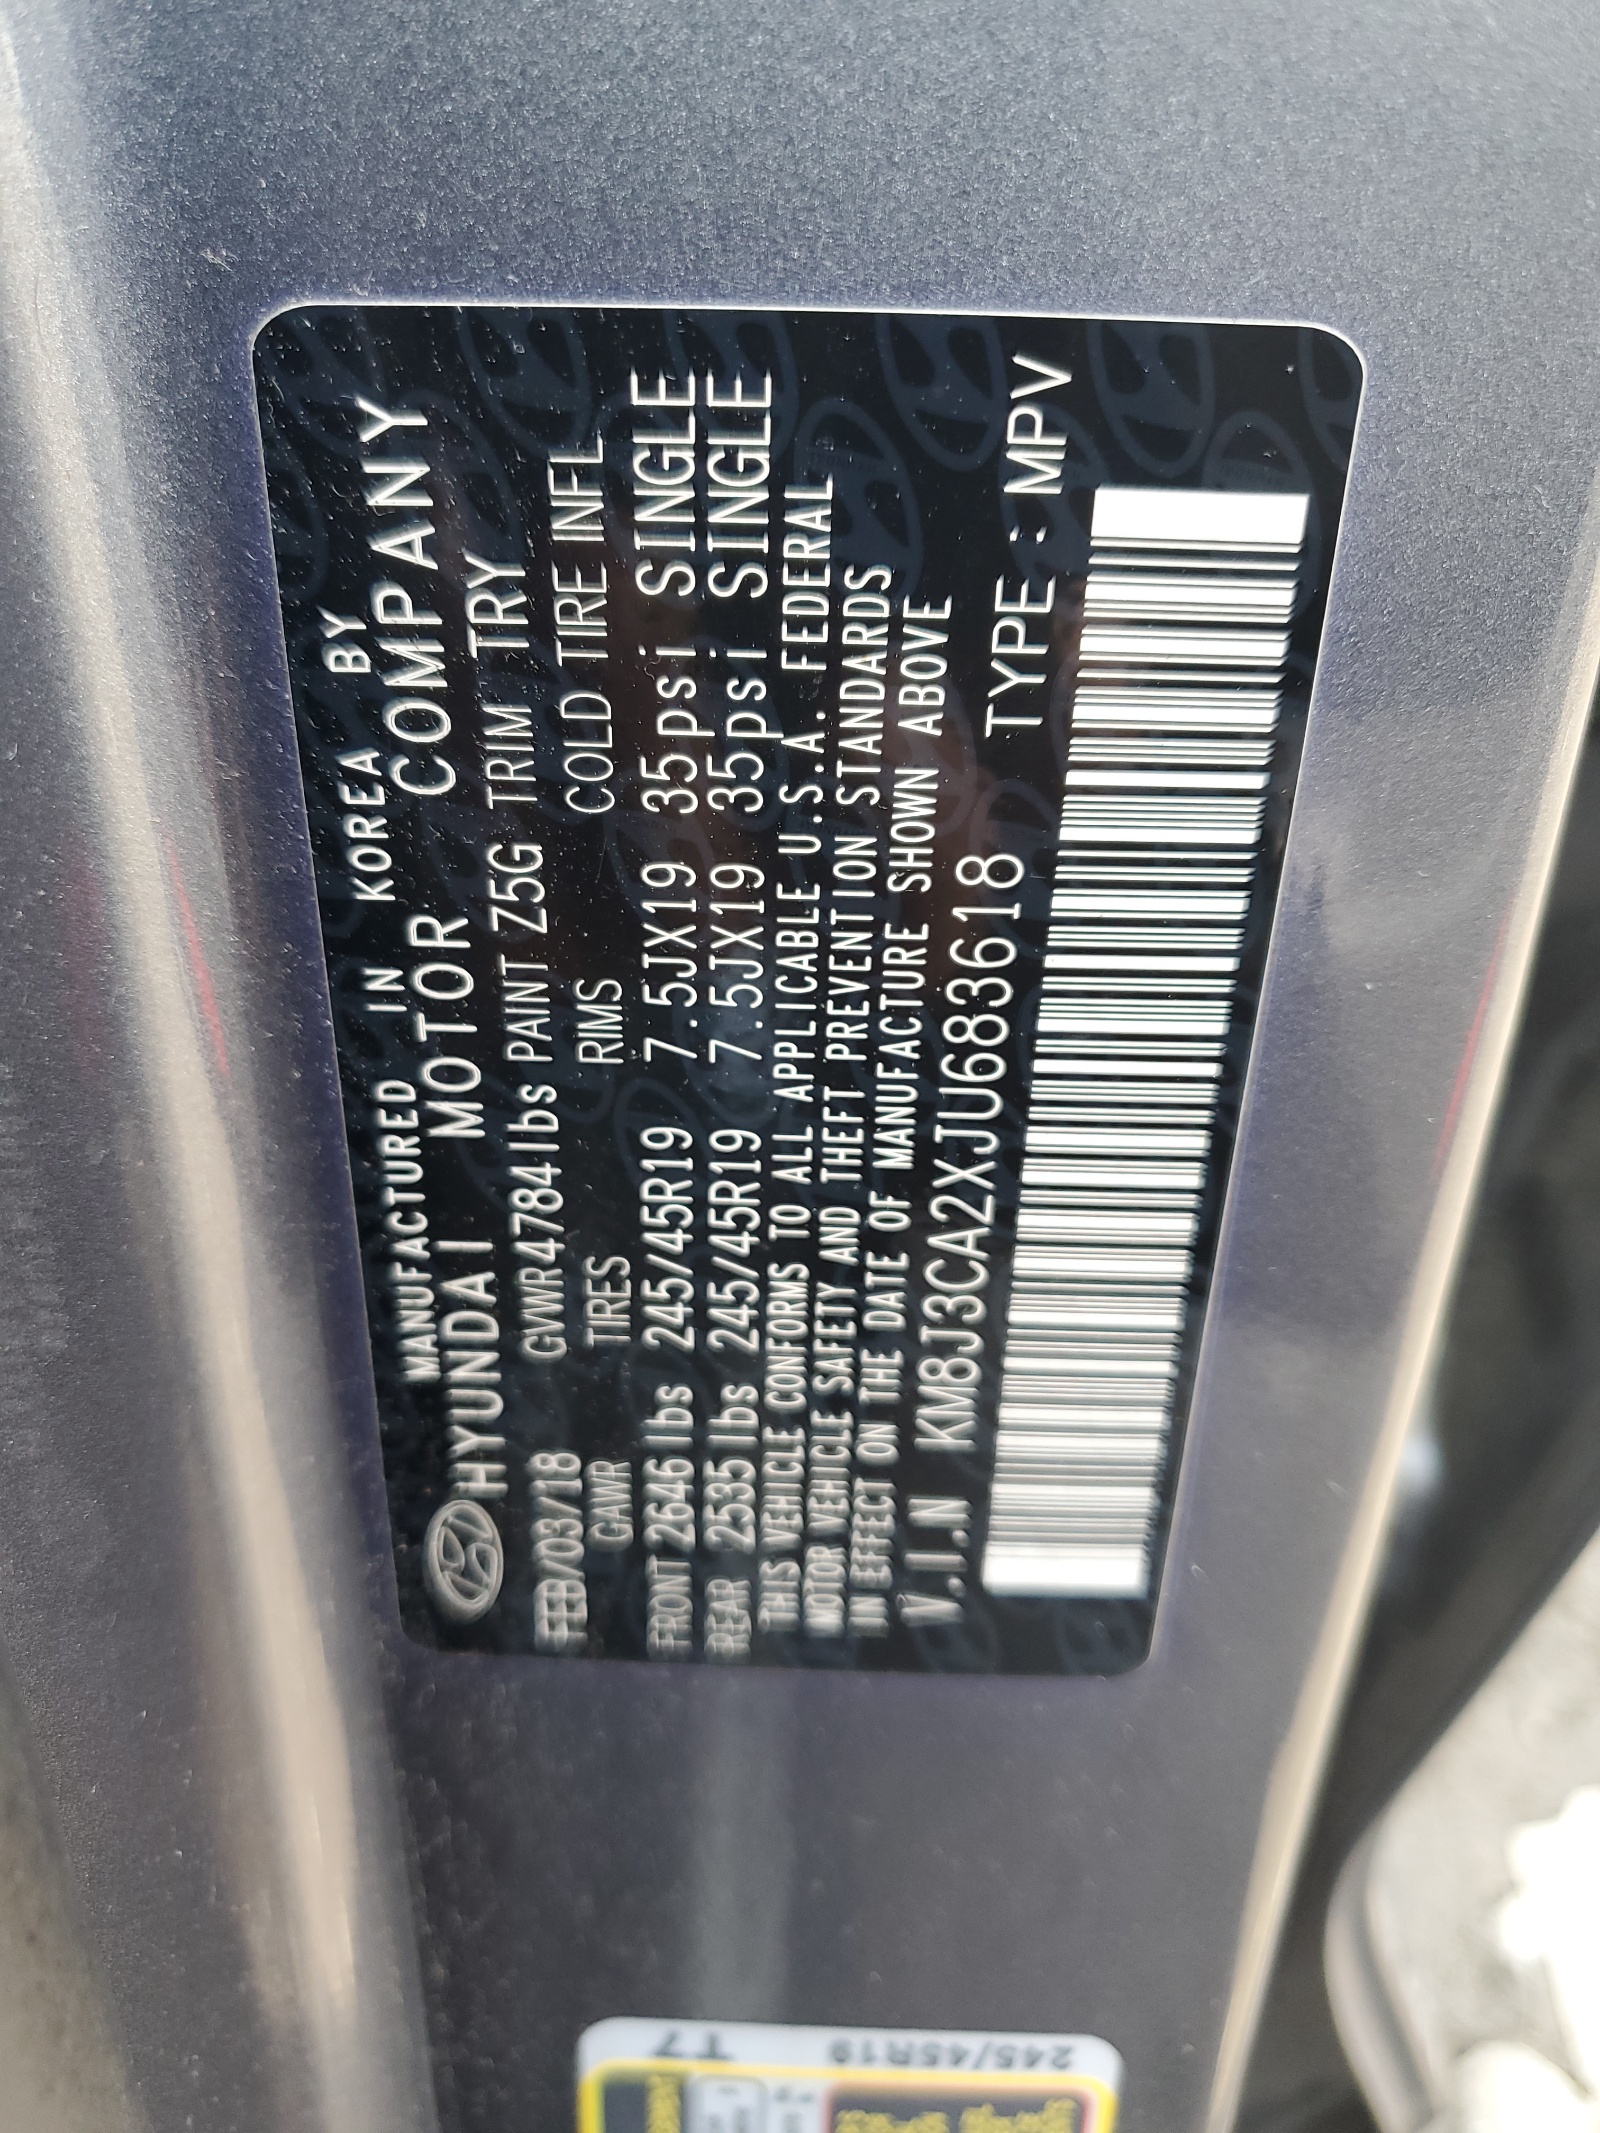 MANUFACTURED IN KOREA BY
HYUNDAI MOTOR COMPANY
FEB/03/18 GVWR 4784 lbs PAINT Z5G TRIM TRY
GAWR TIRES RIMS COLD TIRE INFL
FRONT 2646 lbs 245/45R19 7.5JX19 35psi SINGLE
REAR 2535 lbs 245/45R19 7.5JX19 35psi SINGLE
THIS VEHICLE CONFORMS TO ALL APPLICABLE U.S.A. FEDERAL
MOTOR VEHICLE SAFETY AND THEFT PREVENTION STANDARDS
IN EFFECT ON THE DATE OF MANUFACTURE SHOWN ABOVE
V.I.N KM8J3CA2XJU683618 TYPE : MPV
T7 245/45R19